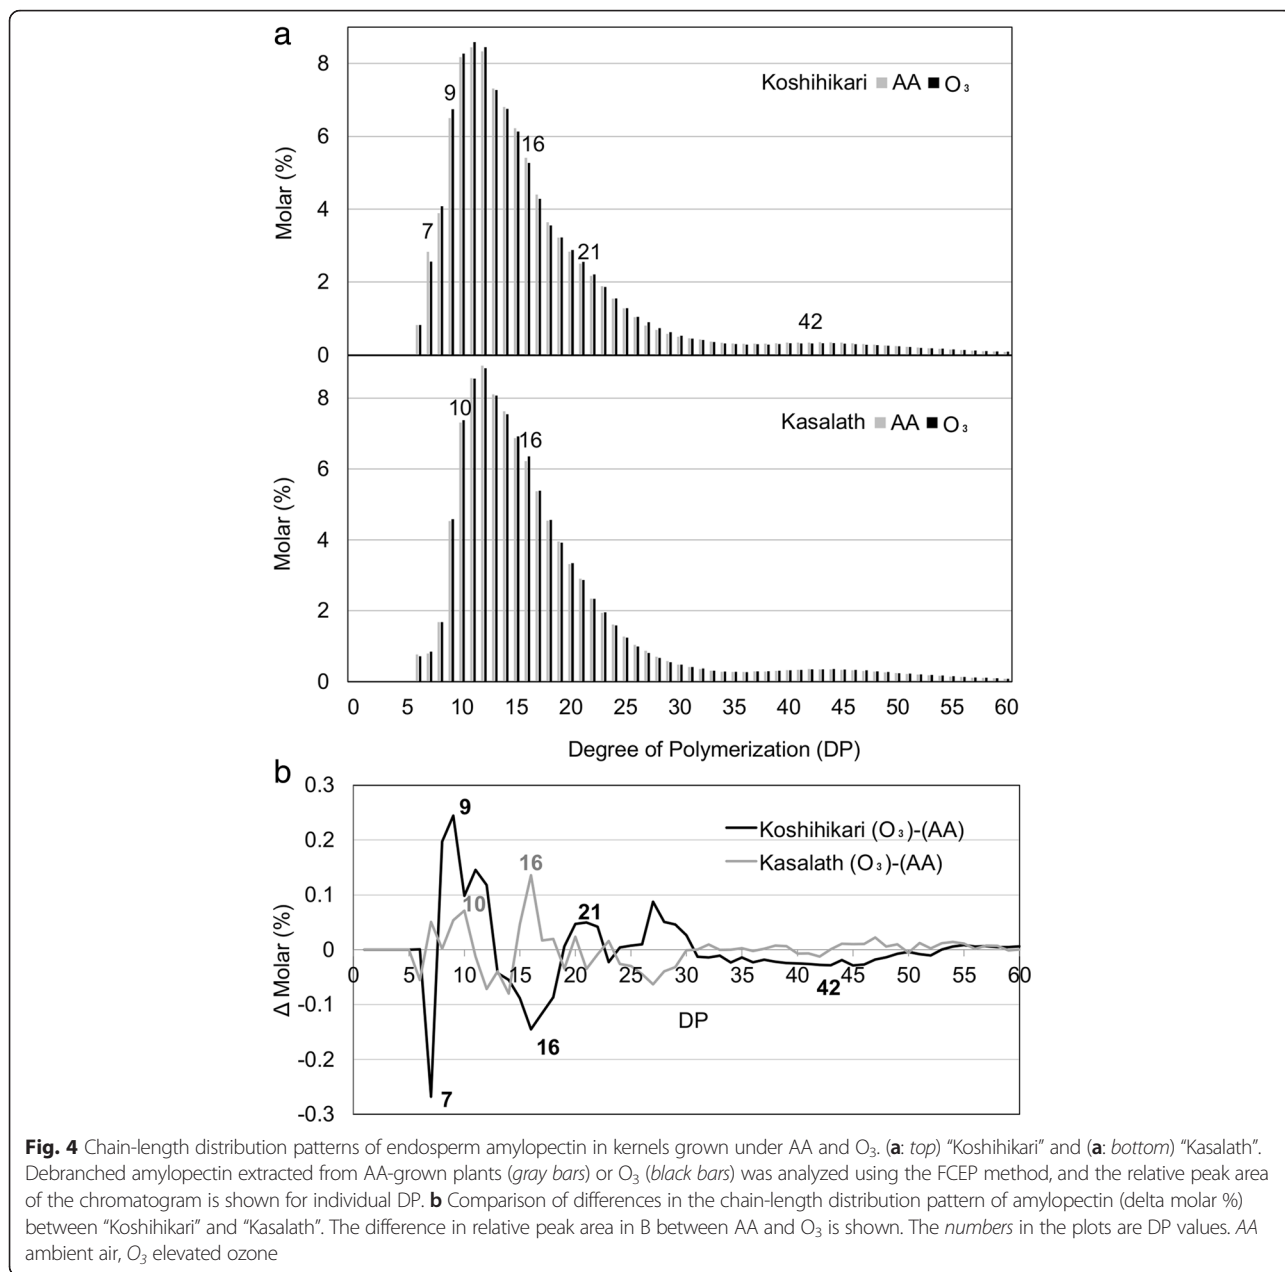 a
Koshihikari AA O₃
8
6
4
2
0
Molar (%)
7
9
16
21
42
Kasalath AA O₃
8
6
4
2
0
Molar (%)
10
16
0 5 10 15 20 25 30 35 40 45 50 55 60
Degree of Polymerization (DP)
b
0.3
0.2
0.1
0
-0.1
-0.2
-0.3
Δ Molar (%)
Koshihikari (O₃)-(AA)
Kasalath (O₃)-(AA)
9
16
10
21
0 5 10 15 20 25 30 35 40 45 50 55 60
42
DP
16
7
Fig. 4 Chain-length distribution patterns of endosperm amylopectin in kernels grown under AA and O₃. (a: top) “Koshihikari” and (a: bottom) “Kasalath”.
Debranched amylopectin extracted from AA-grown plants (gray bars) or O₃ (black bars) was analyzed using the FCEP method, and the relative peak area
of the chromatogram is shown for individual DP. b Comparison of differences in the chain-length distribution pattern of amylopectin (delta molar %)
between “Koshihikari” and “Kasalath”. The difference in relative peak area in B between AA and O₃ is shown. The numbers in the plots are DP values. AA
ambient air, O₃ elevated ozone